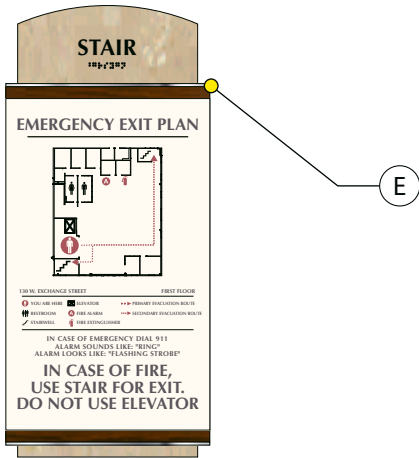 STAIR
EMERGENCY EXIT PLAN
A
130 W. EXCHANGE STREET FIRST FLOOR
YOU ARE HERE ELEVATOR PRIMARY EVACUATION ROUTE
RESTROOM A FIRE ALARM SECONDARY EVACUATION ROUTE
STAIRWELL FIRE EXTINGUISHER
IN CASE OF EMERGENCY DIAL 911
ALARM SOUNDS LIKE: "RING"
ALARM LOOKS LIKE: "FLASHING STROBE"
IN CASE OF FIRE,
USE STAIR FOR EXIT.
DO NOT USE ELEVATOR
E